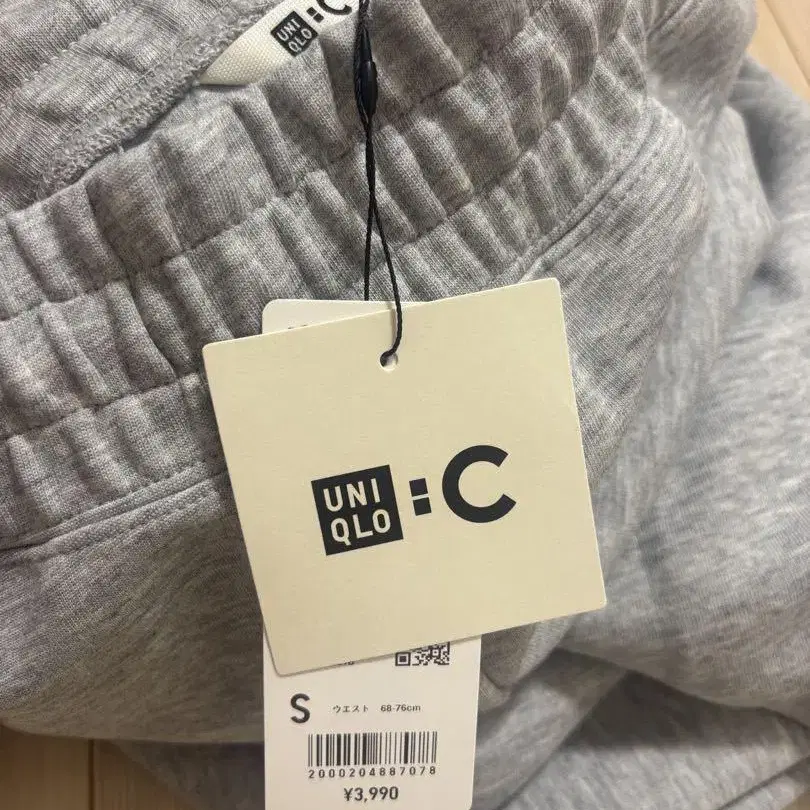 UNI
QLO
: C
UNI
QLO
: C
S ウエスト 68-76cm
2000204887078
¥3,990